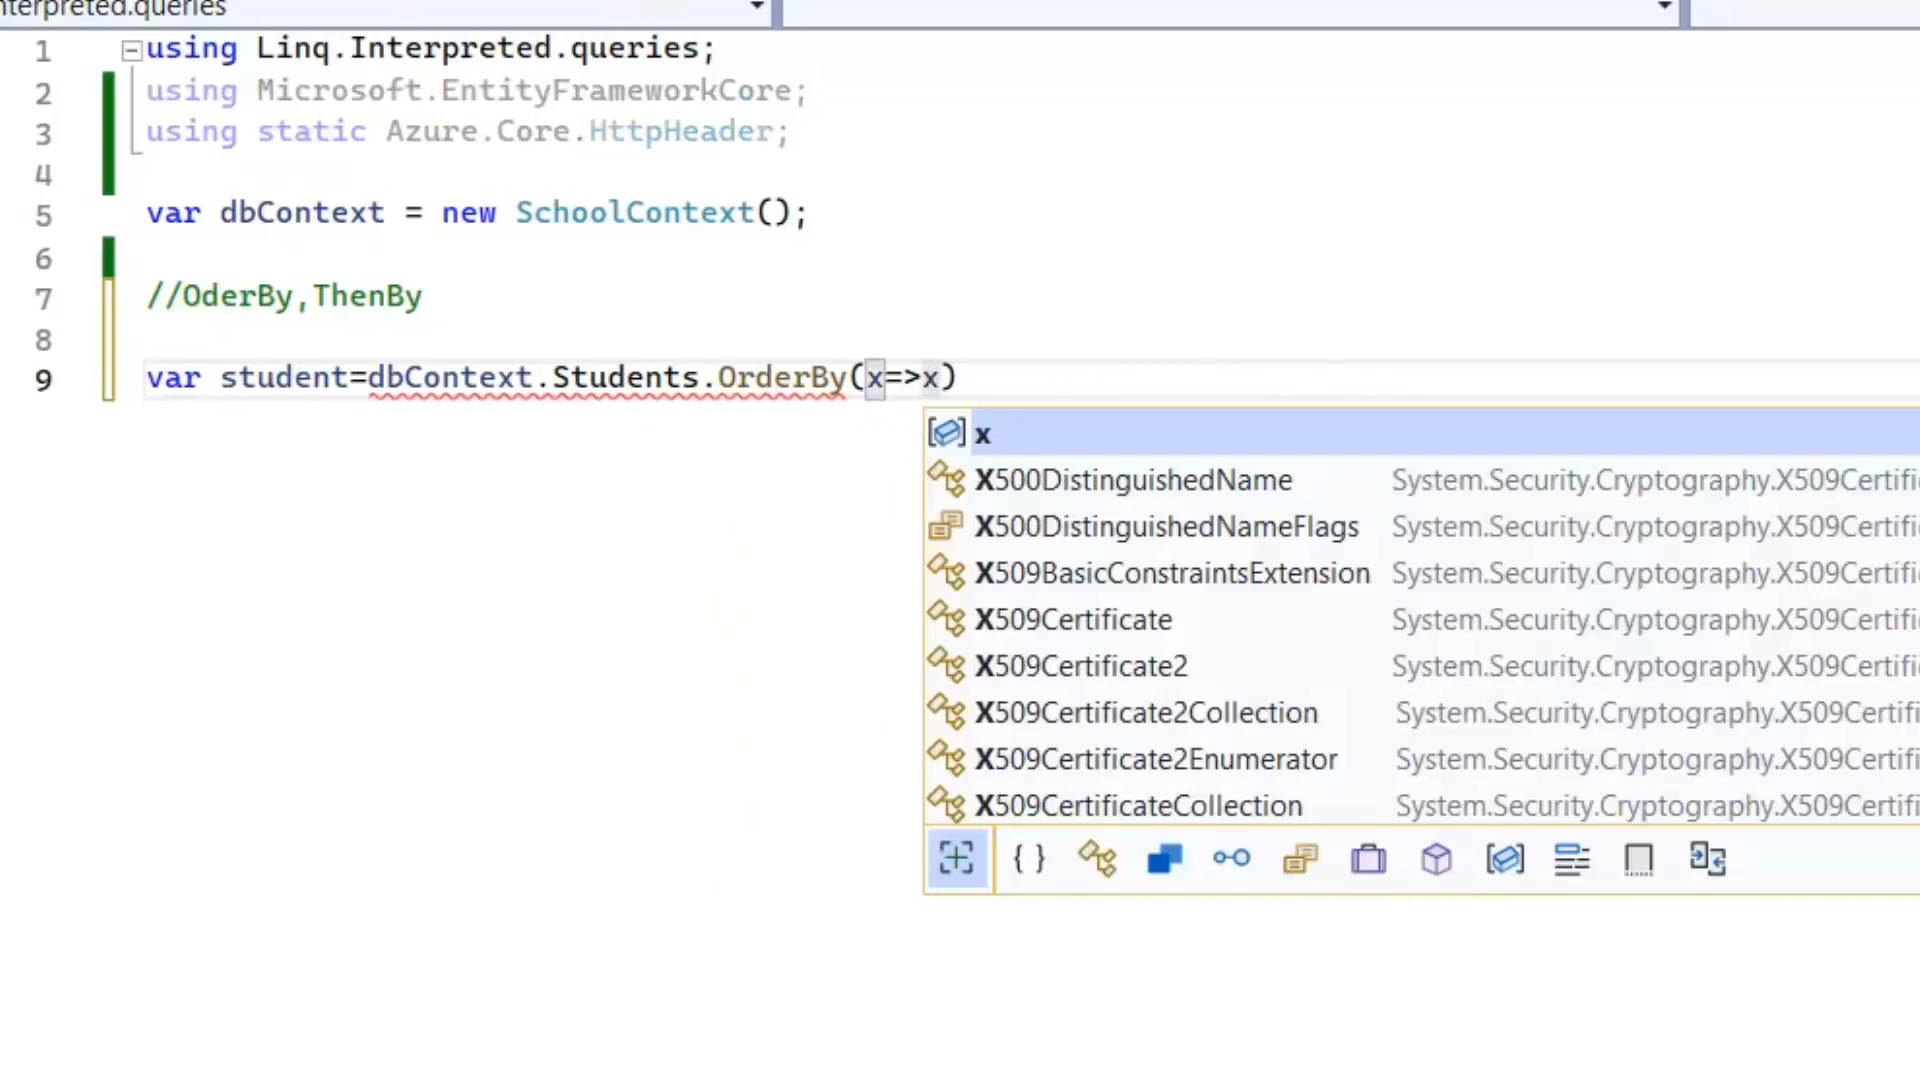 nterpreted.queries
1 using Linq.Interpreted.queries;
2 using Microsoft.EntityFrameworkCore;
3 using static Azure.Core.HttpHeader;
4
5 var dbContext = new SchoolContext();
6
7 //OderBy,ThenBy
8
9 var student=dbContext.Students.OrderBy(x=>x)
x
X500DistinguishedName System.Security.Cryptography.X509Certifi
X500DistinguishedNameFlags System.Security.Cryptography.X509Certifi
X509BasicConstraintsExtension System.Security.Cryptography.X509Certifi
X509Certificate System.Security.Cryptography.X509Certifi
X509Certificate2 System.Security.Cryptography.X509Certifi
X509Certificate2Collection System.Security.Cryptography.X509Certifi
X509Certificate2Enumerator System.Security.Cryptography.X509Certifi
X509CertificateCollection System.Security.Cryptography.X509Certifi